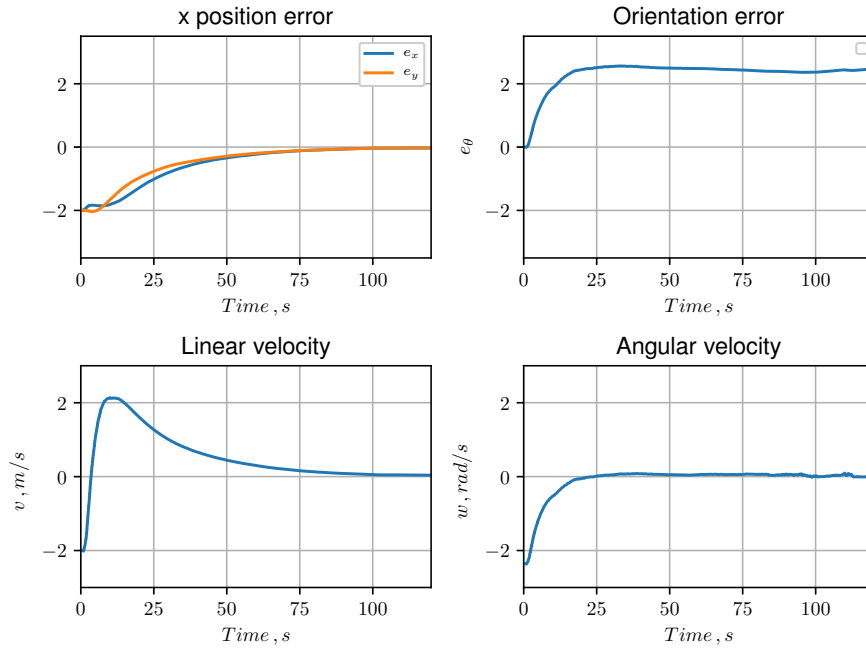 x position error
2
0
−2
e_x
e_y
0
25
50
75
100
Time , s
Orientation error
e_θ
2
0
−2
0
25
50
75
100
Time , s
Linear velocity
v , m/s
2
0
−2
0
25
50
75
100
Time , s
Angular velocity
w , rad/s
2
0
−2
0
25
50
75
100
Time , s